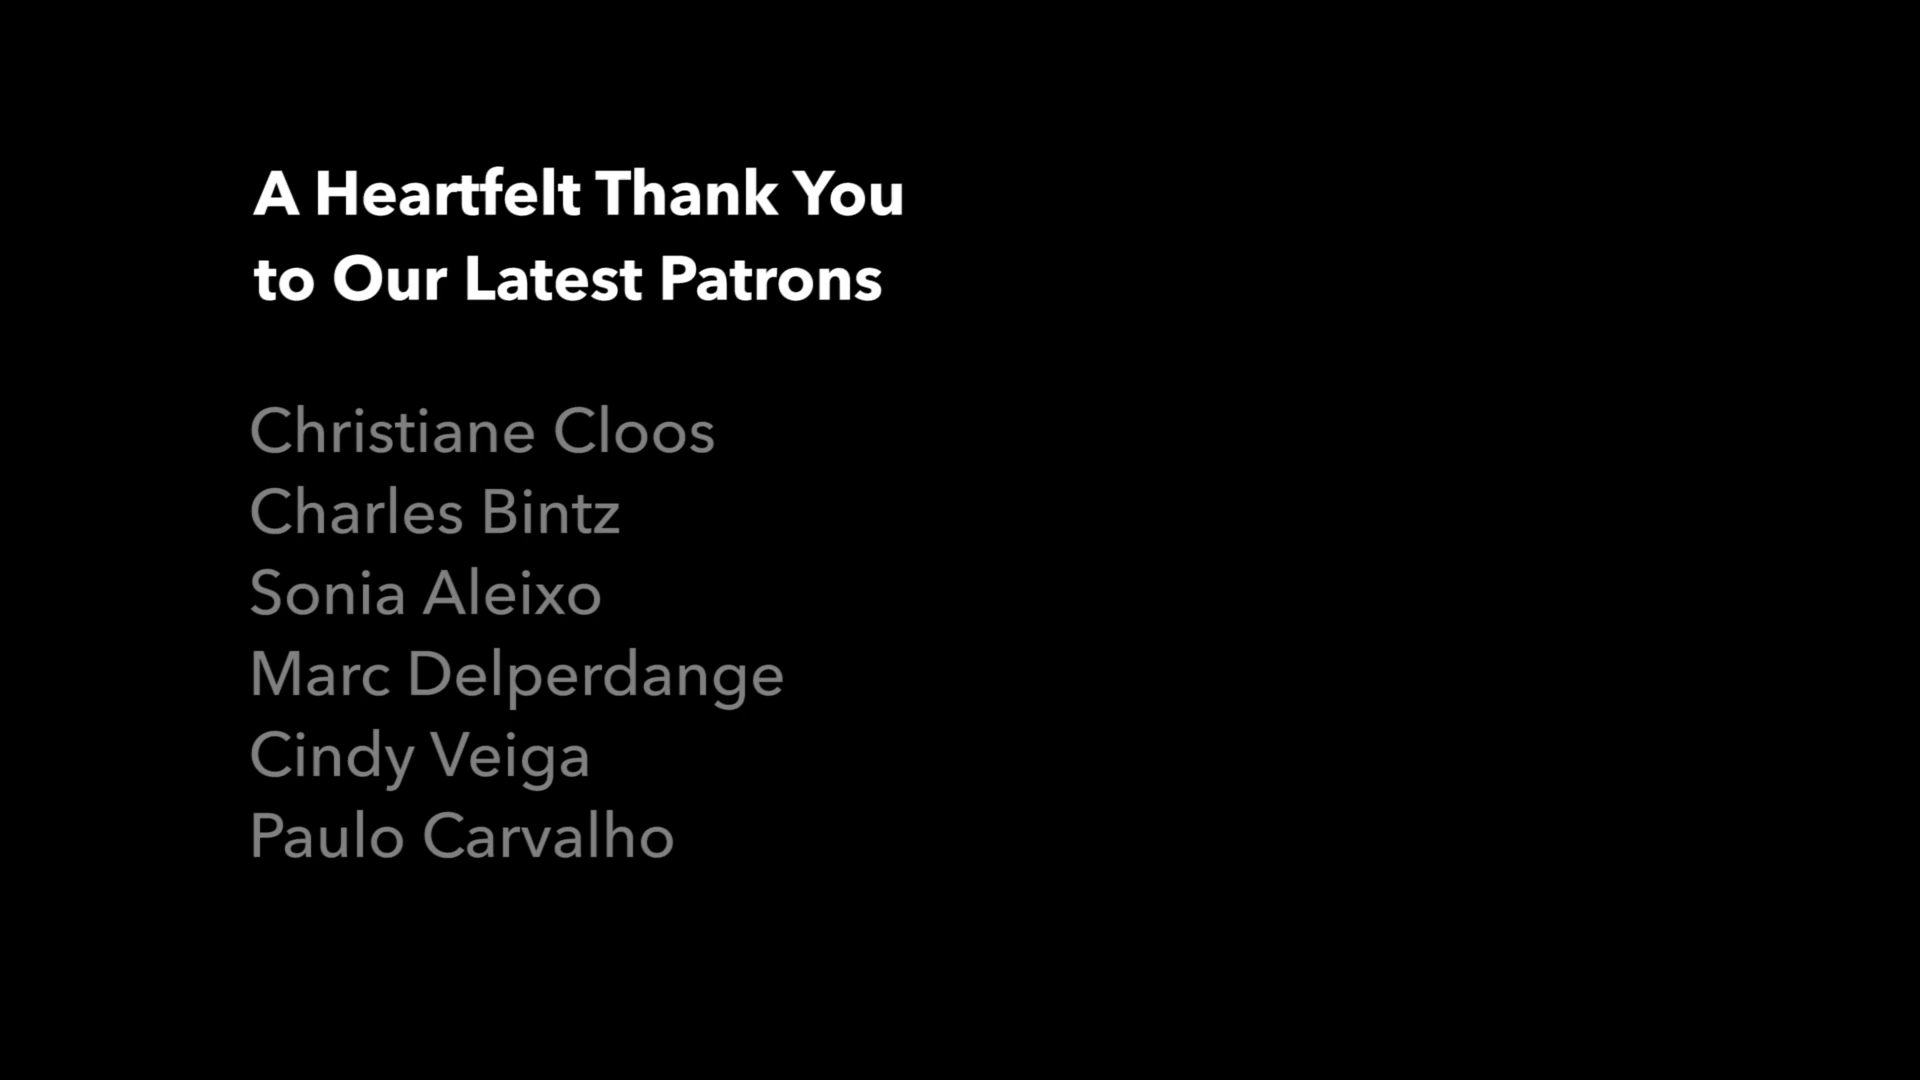 A Heartfelt Thank You
to Our Latest Patrons
Christiane Cloos
Charles Bintz
Sonia Aleixo
Marc Delperdange
Cindy Veiga
Paulo Carvalho